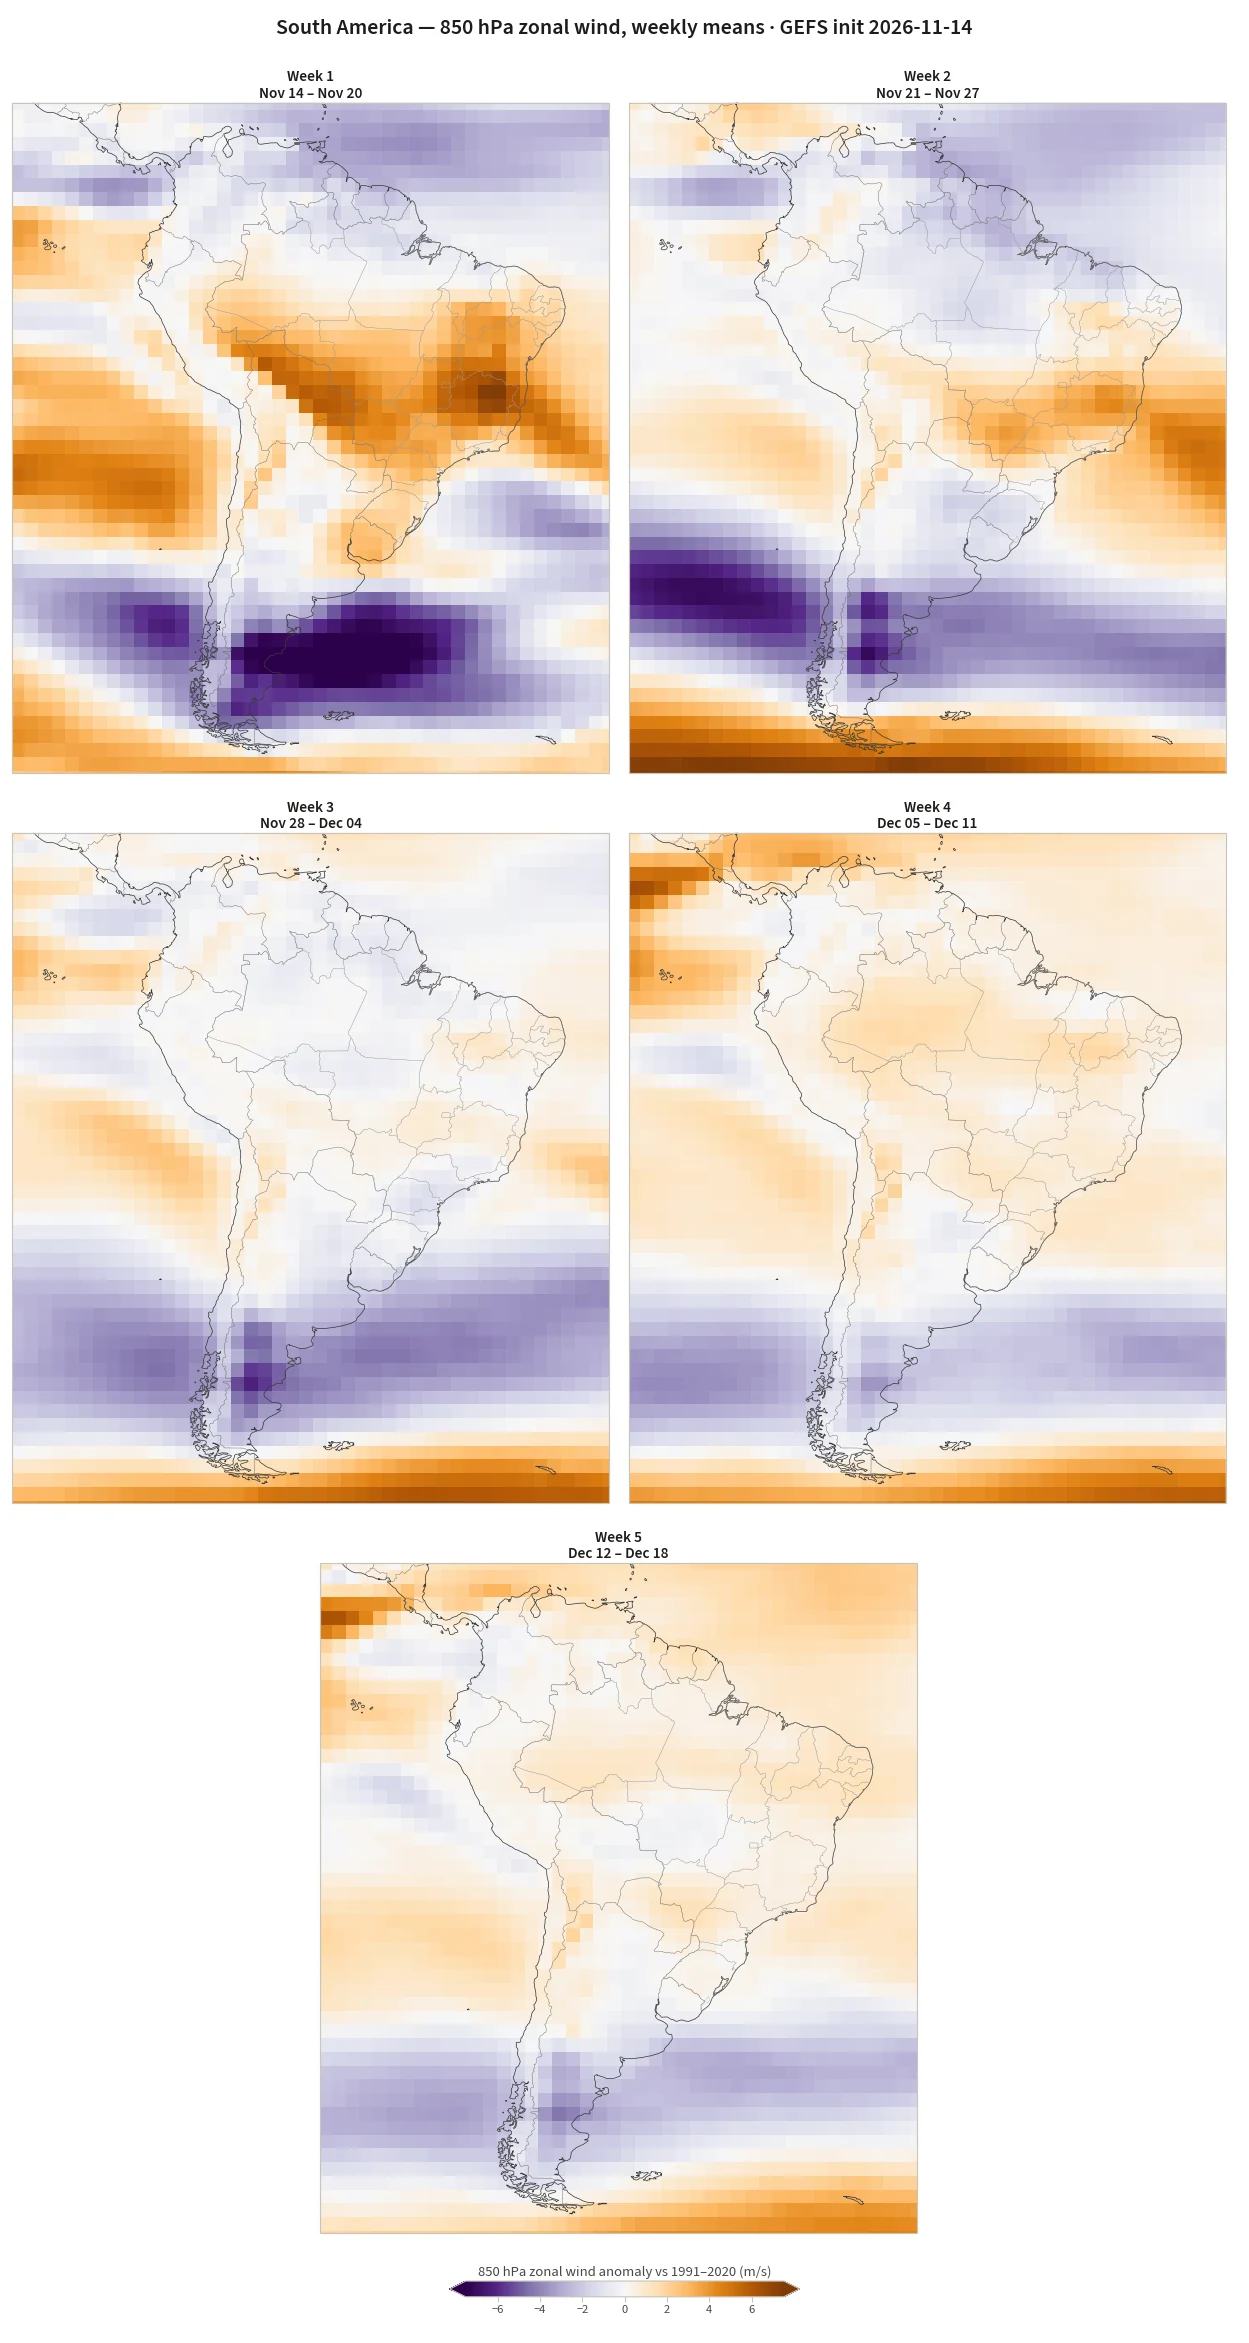 South America — 850 hPa zonal wind, weekly means · GEFS init 2026-11-14
Week 1
Nov 14 – Nov 20
Week 2
Nov 21 – Nov 27
Week 3
Nov 28 – Dec 04
Week 4
Dec 05 – Dec 11
Week 5
Dec 12 – Dec 18
850 hPa zonal wind anomaly vs 1991–2020 (m/s)
−6 −4 −2 0 2 4 6